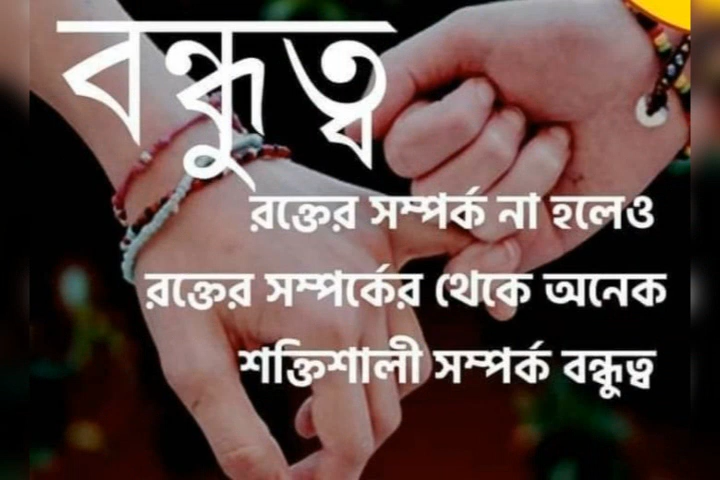 বন্ধুত্ব
রক্তের সম্পর্ক না হলেও
রক্তের সম্পর্কের থেকে অনেক
শক্তিশালী সম্পর্ক বন্ধুত্ব